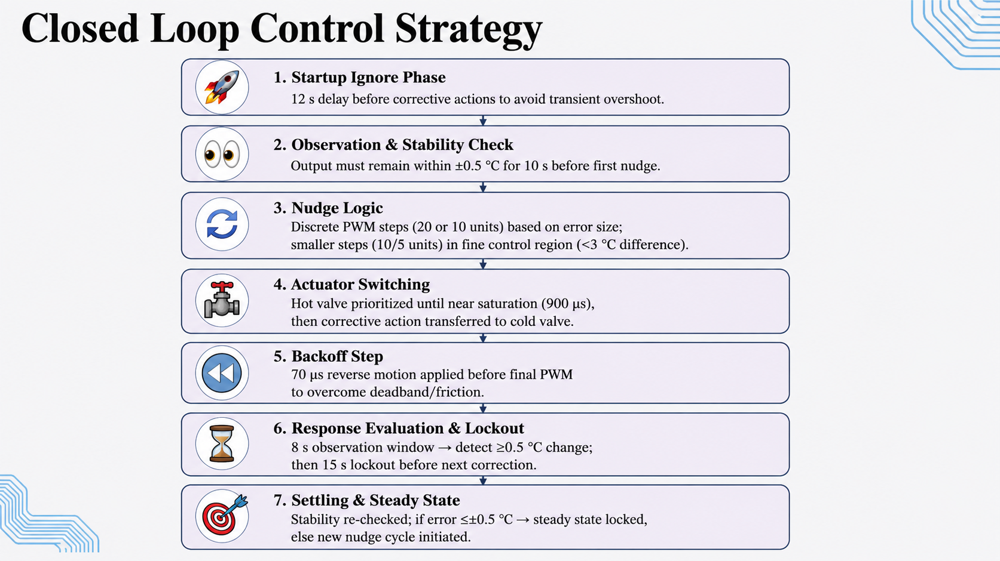 Closed Loop Control Strategy
1. Startup Ignore Phase
12 s delay before corrective actions to avoid transient overshoot.
2. Observation & Stability Check
Output must remain within ±0.5 °C for 10 s before first nudge.
3. Nudge Logic
Discrete PWM steps (20 or 10 units) based on error size;
smaller steps (10/5 units) in fine control region (<3 °C difference).
4. Actuator Switching
Hot valve prioritized until near saturation (900 µs),
then corrective action transferred to cold valve.
5. Backoff Step
70 µs reverse motion applied before final PWM
to overcome deadband/friction.
6. Response Evaluation & Lockout
8 s observation window → detect ≥0.5 °C change;
then 15 s lockout before next correction.
7. Settling & Steady State
Stability re-checked; if error ≤±0.5 °C → steady state locked,
else new nudge cycle initiated.